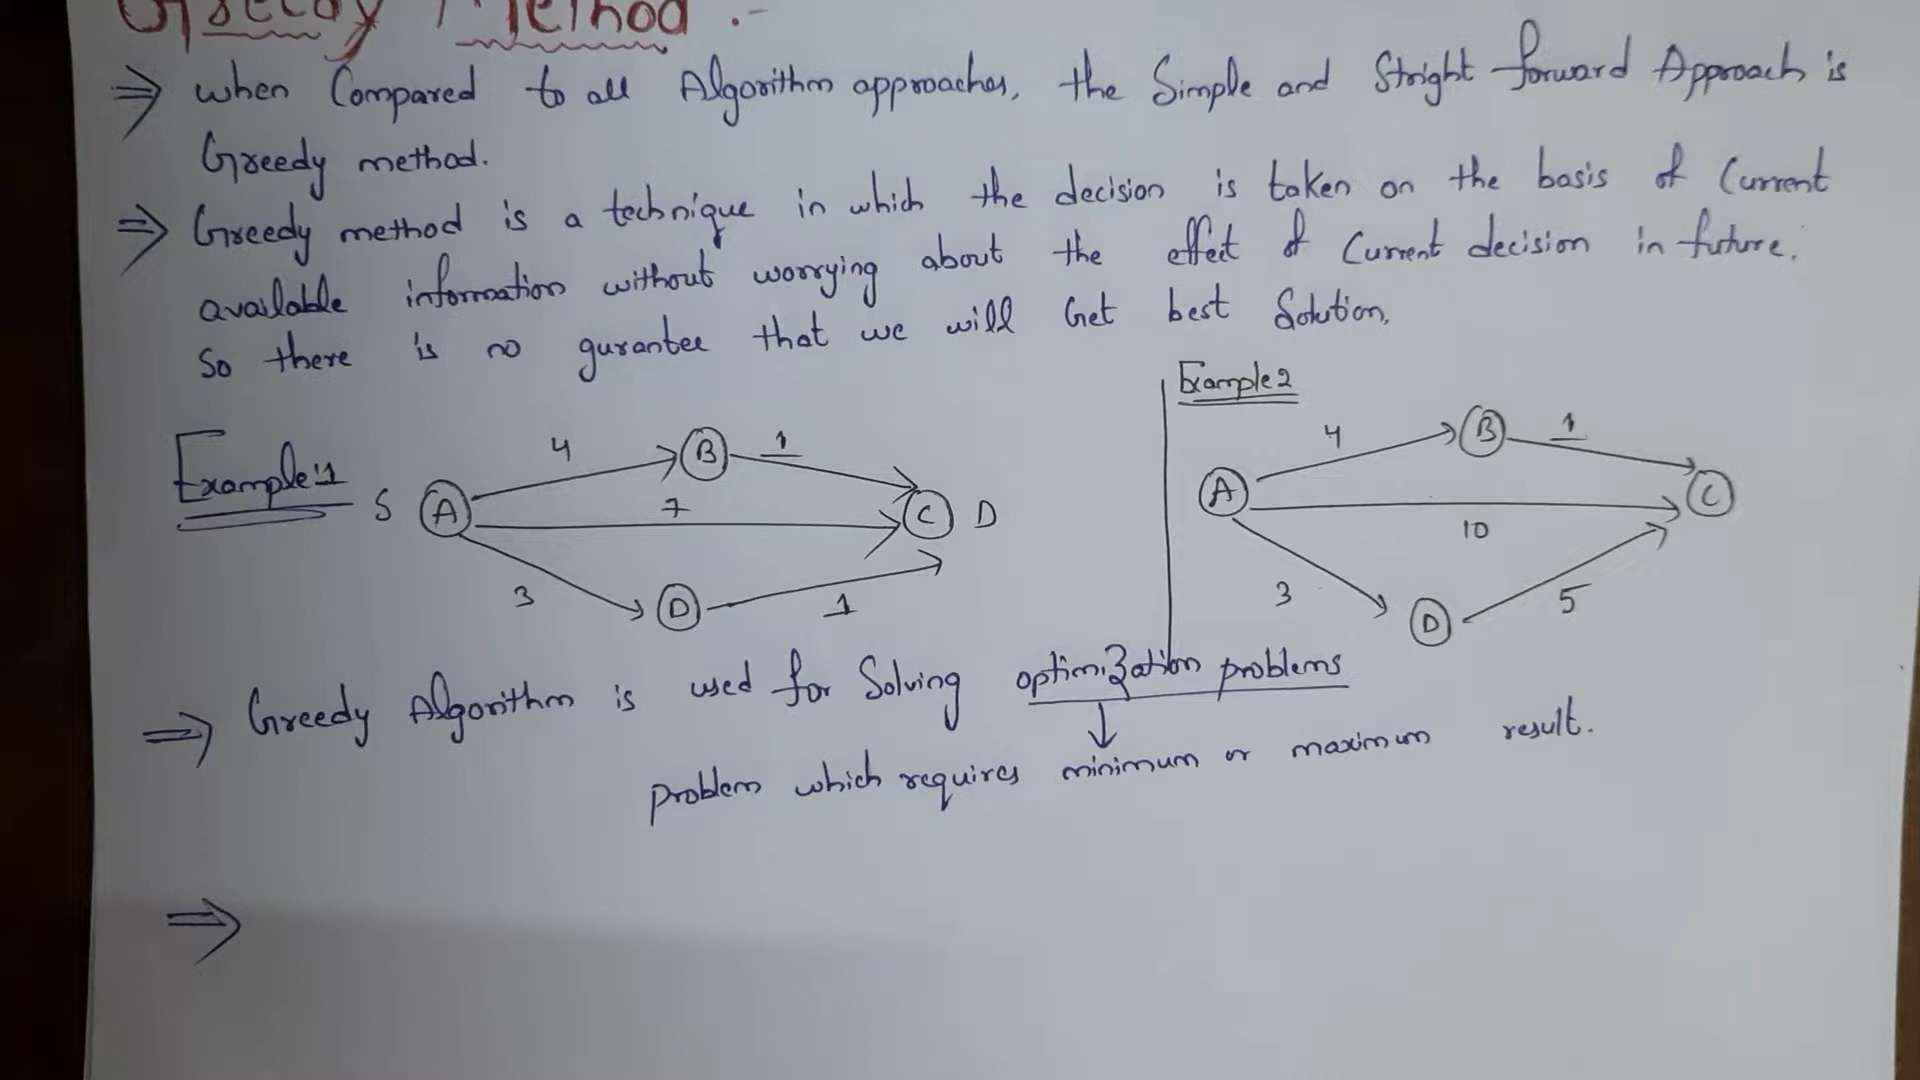 Greedy Method :-
⇒ when Compared to all Algorithm approaches, the Simple and Stright forward Approach is
Greedy method.
⇒ Greedy method is a technique in which the decision is taken on the basis of Current
available information without worrying about the effect of Current decision in future.
So there is no gurantee that we will Get best Solution.
Example:1
S A 4 B 1
7 C D
3 D 1
Example 2
A 4 B 1
10 C
3 D 5
⇒ Greedy Algorithm is used for Solving optimization problems
↓
problem which requires minimum or maximum result.
⇒